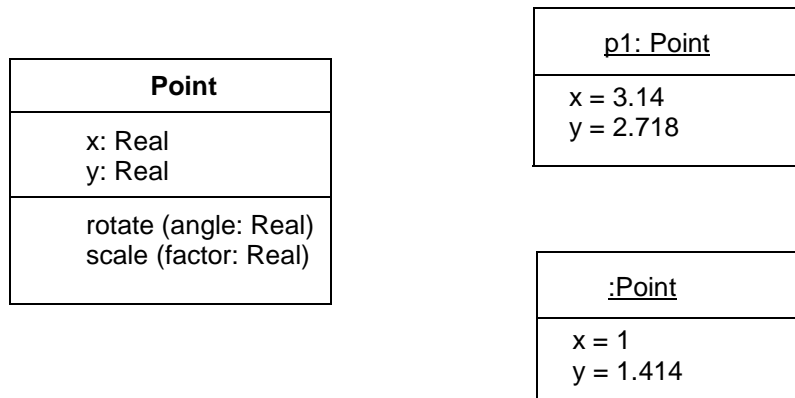 Point
x: Real
y: Real
rotate (angle: Real)
scale (factor: Real)
p1: Point
x = 3.14
y = 2.718
:Point
x = 1
y = 1.414